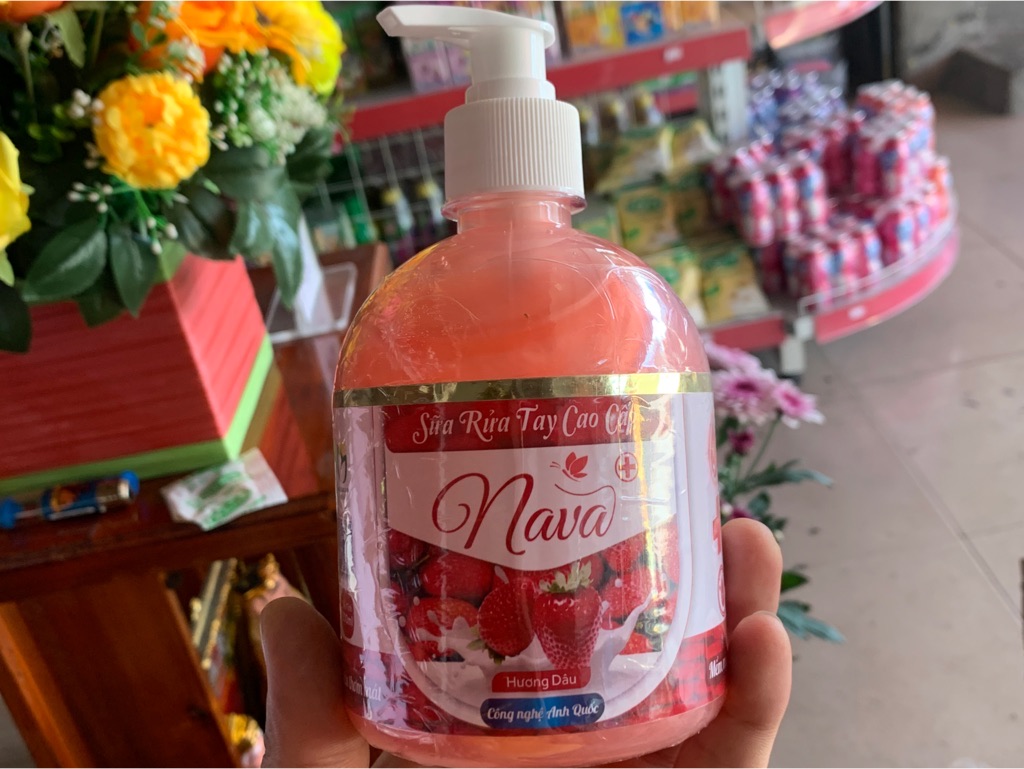 Sữa Rửa Tay Cao Cấp
Nava
Hương Dâu
Công nghệ Anh Quốc